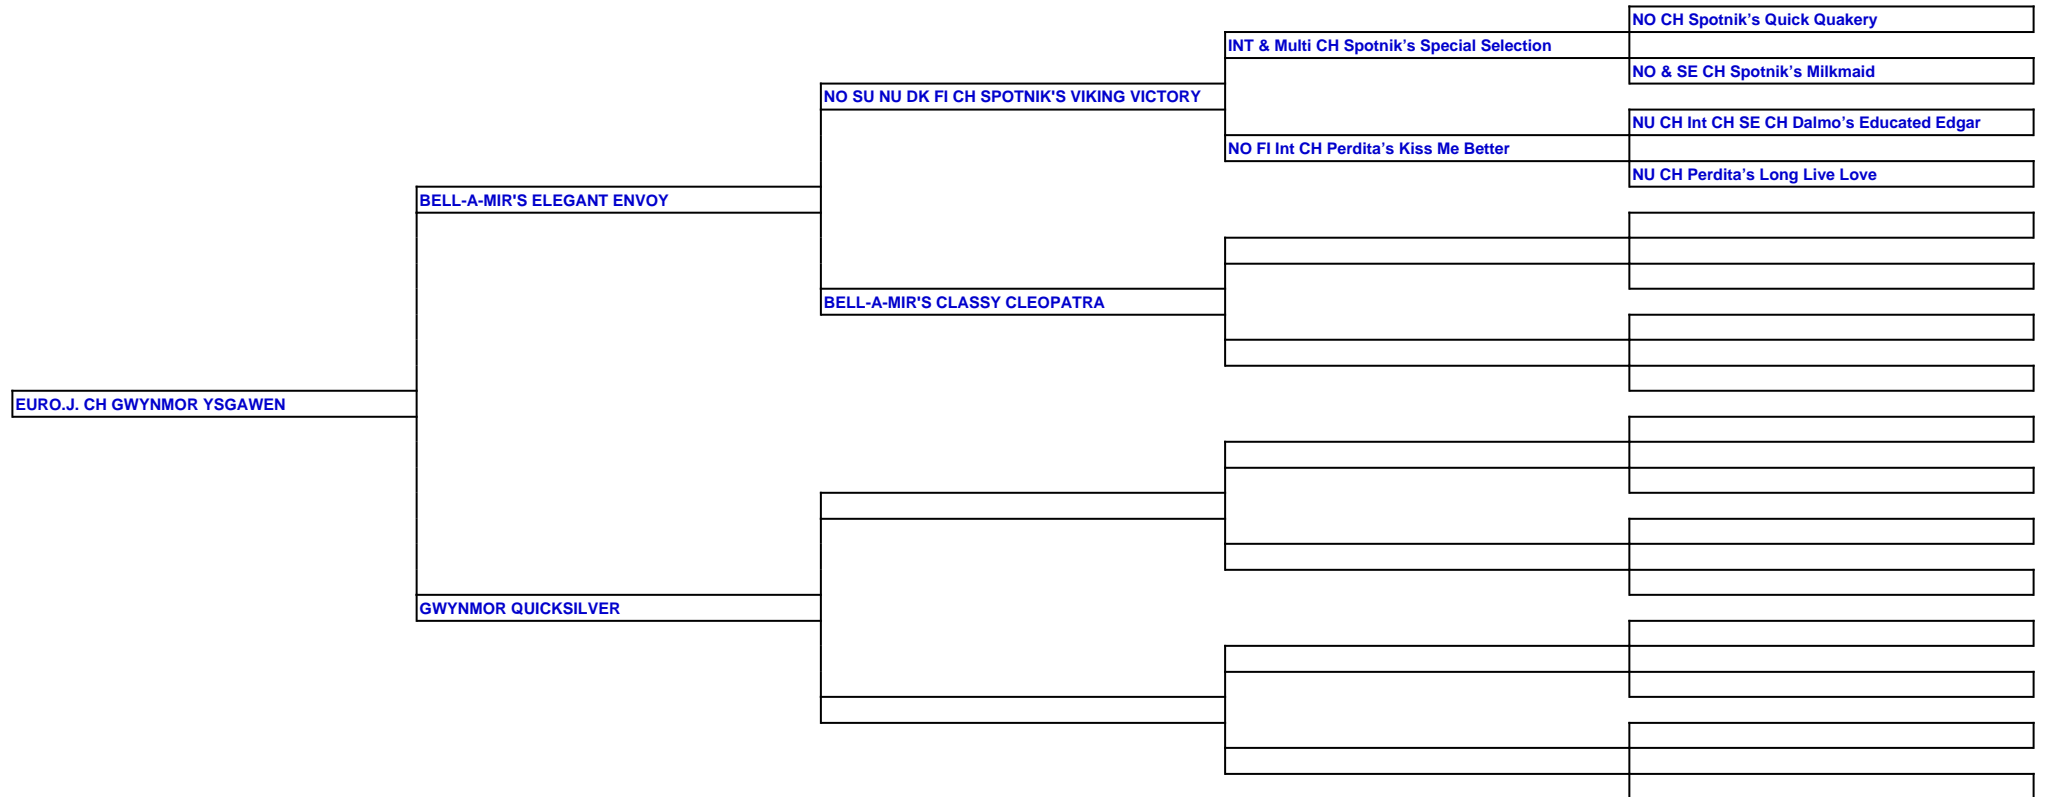 NO CH Spotnik’s Quick Quakery
INT & Multi CH Spotnik’s Special Selection
NO & SE CH Spotnik’s Milkmaid
NO SU NU DK FI CH SPOTNIK'S VIKING VICTORY
NU CH Int CH SE CH Dalmo’s Educated Edgar
NO FI Int CH Perdita’s Kiss Me Better
NU CH Perdita’s Long Live Love
BELL-A-MIR'S ELEGANT ENVOY
BELL-A-MIR'S CLASSY CLEOPATRA
EURO.J. CH GWYNMOR YSGAWEN
GWYNMOR QUICKSILVER